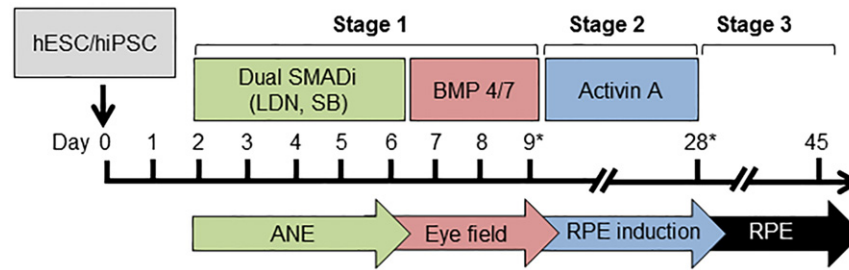 Stage 1 Stage 2 Stage 3
hESC/hiPSC
Dual SMADi
(LDN, SB)
BMP 4/7
Activin A
Day 0 1 2 3 4 5 6 7 8 9* 28* 45
ANE Eye field RPE induction RPE